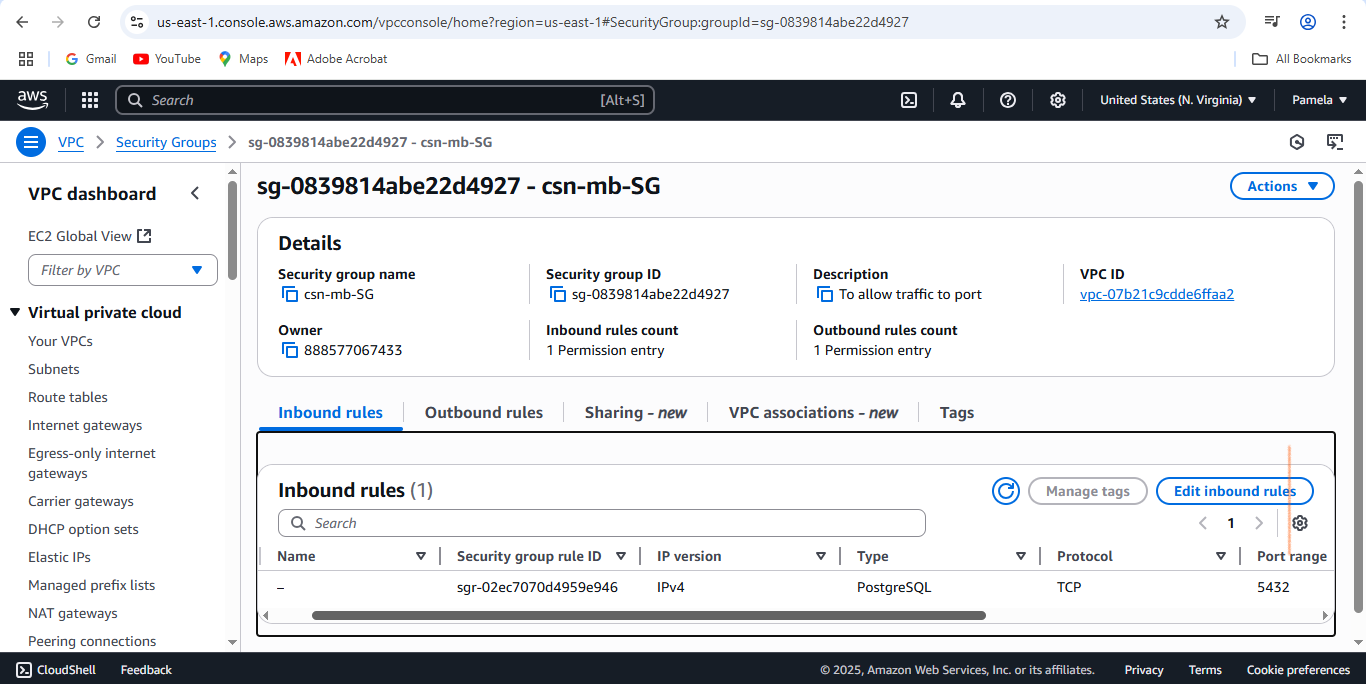 us-east-1.console.aws.amazon.com/vpcconsole/home?region=us-east-1#SecurityGroup:groupId=sg-0839814abe22d4927
Gmail YouTube Maps Adobe Acrobat All Bookmarks
aws Search [Alt+S] United States (N. Virginia) Pamela
VPC Security Groups sg-0839814abe22d4927 - csn-mb-SG
VPC dashboard
EC2 Global View
Filter by VPC
Virtual private cloud
Your VPCs
Subnets
Route tables
Internet gateways
Egress-only internet
gateways
Carrier gateways
DHCP option sets
Elastic IPs
Managed prefix lists
NAT gateways
Peering connections
sg-0839814abe22d4927 - csn-mb-SG
Actions
Details
Security group name Security group ID Description VPC ID
csn-mb-SG sg-0839814abe22d4927 To allow traffic to port vpc-07b21c9cdde6ffaa2
Owner Inbound rules count Outbound rules count
888577067433 1 Permission entry 1 Permission entry
Inbound rules Outbound rules Sharing - new VPC associations - new Tags
Inbound rules (1) Manage tags Edit inbound rules
Search 1
Name Security group rule ID IP version Type Protocol Port range
– sgr-02ec7070d4959e946 IPv4 PostgreSQL TCP 5432
CloudShell Feedback © 2025, Amazon Web Services, Inc. or its affiliates. Privacy Terms Cookie preferences